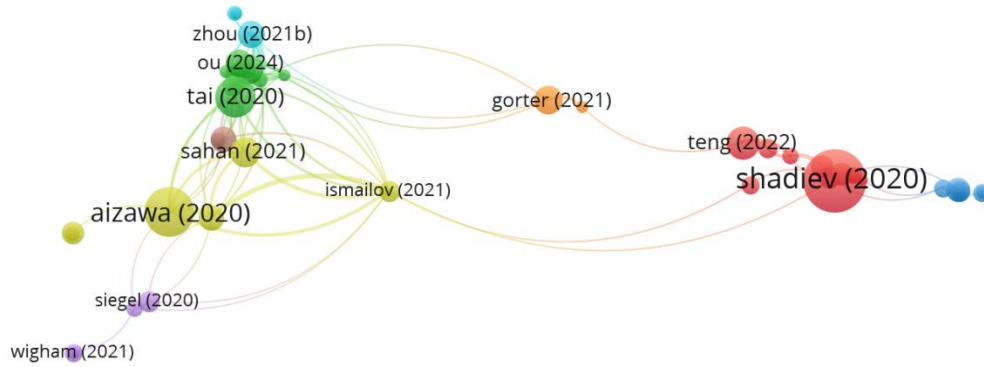 zhou (2021b)
ou (2024)
tai (2020)
gorter (2021)
teng (2022)
sahan (2021)
shadiev (2020)
ismailov (2021)
aizawa (2020)
siegel (2020)
wigham (2021)